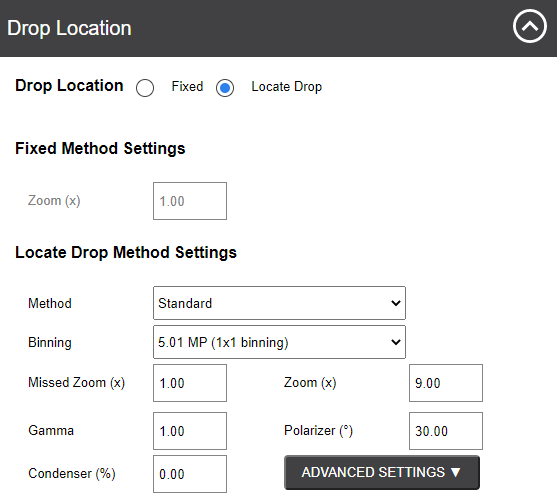 Drop Location
Drop Location Fixed Locate Drop
Fixed Method Settings
Zoom (x) 1.00
Locate Drop Method Settings
Method Standard
Binning 5.01 MP (1x1 binning)
Missed Zoom (x) 1.00 Zoom (x) 9.00
Gamma 1.00 Polarizer (°) 30.00
Condenser (%) 0.00 ADVANCED SETTINGS ▼